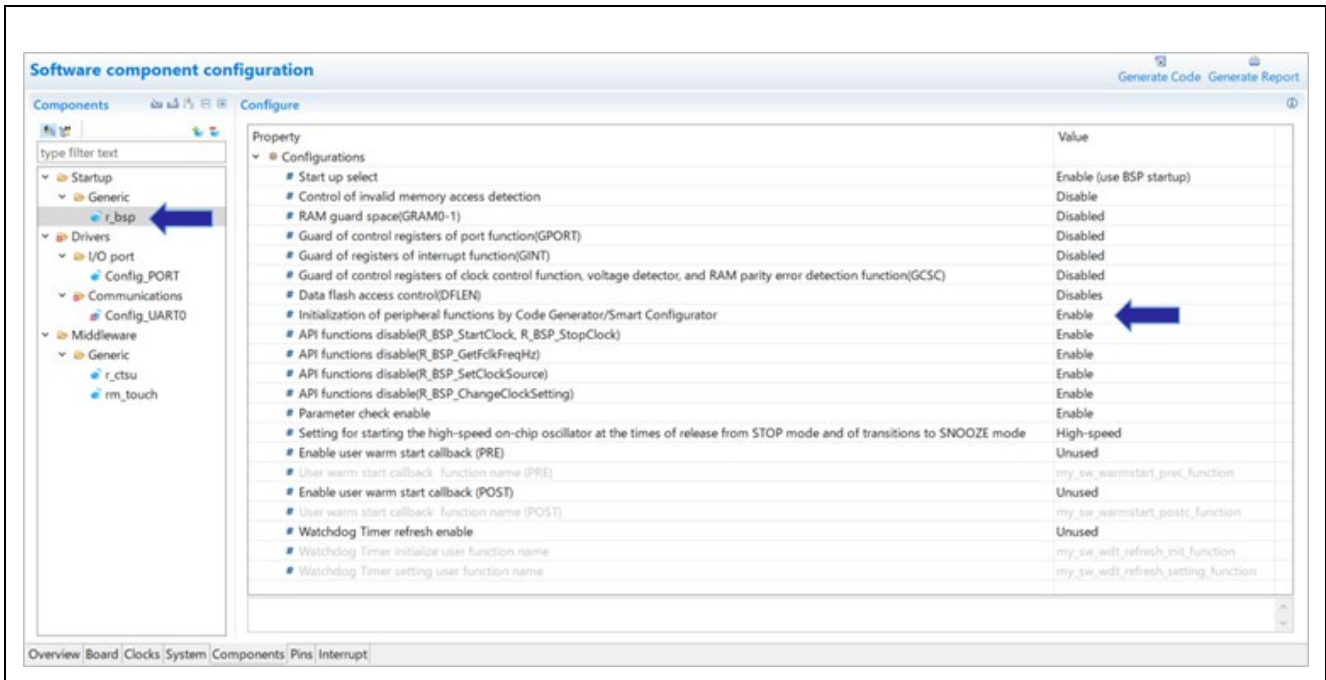 Software component configuration
Generate Code Generate Report
Components
Configure
type filter text
Startup
Generic
r_bsp
Drivers
I/O port
Config_PORT
Communications
Config_UART0
Middleware
Generic
r_ctsu
rm_touch
Property Value
Configurations
Start up select Enable (use BSP startup)
Control of invalid memory access detection Disable
RAM guard space(GRAM0-1) Disabled
Guard of control registers of port function(GPORT) Disabled
Guard of registers of interrupt function(GINT) Disabled
Guard of control registers of clock control function, voltage detector, and RAM parity error detection function(GCSC) Disabled
Data flash access control(DFLEN) Disables
Initialization of peripheral functions by Code Generator/Smart Configurator Enable
API functions disable(R_BSP_StartClock, R_BSP_StopClock) Enable
API functions disable(R_BSP_GetFclkFreqHz) Enable
API functions disable(R_BSP_SetClockSource) Enable
API functions disable(R_BSP_ChangeClockSetting) Enable
Parameter check enable Enable
Setting for starting the high-speed on-chip oscillator at the times of release from STOP mode and of transitions to SNOOZE mode High-speed
Enable user warm start callback (PRE) Unused
User warm start callback function name (PRE) my_sw_warmstart_prec_function
Enable user warm start callback (POST) Unused
User warm start callback function name (POST) my_sw_warmstart_postc_function
Watchdog Timer refresh enable Unused
Watchdog Timer initialize user function name my_sw_wdt_refresh_init_function
Watchdog Timer setting user function name my_sw_wdt_refresh_setting_function
Overview Board Clocks System Components Pins Interrupt